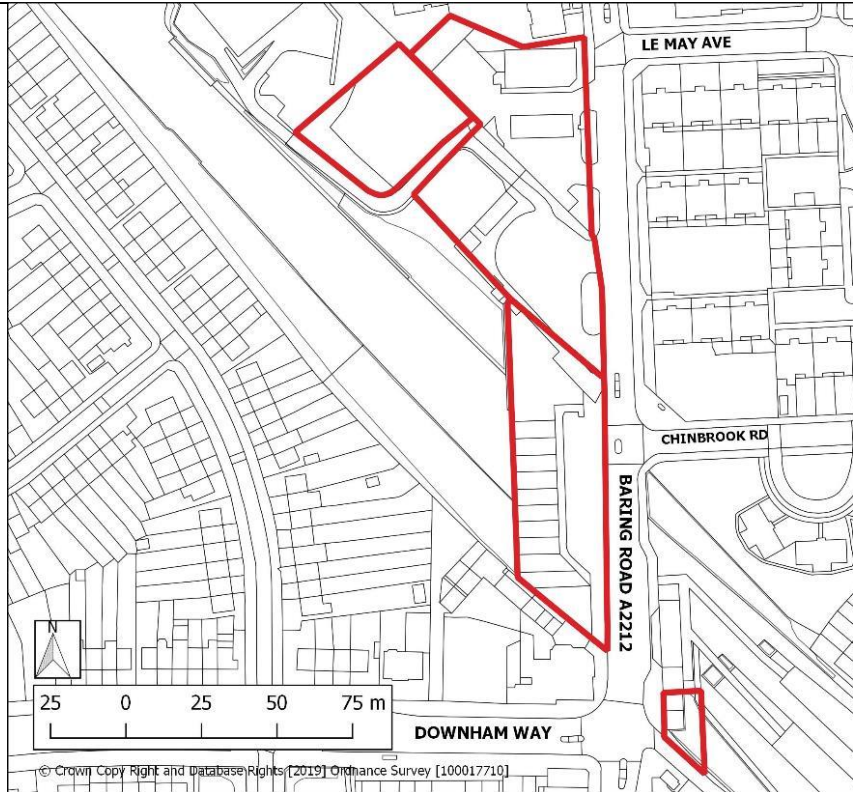 LE MAY AVE
CHINBROOK RD
BARING ROAD A2212
N
25 0 25 50 75 m
DOWNHAM WAY
© Crown Copy Right and Database Rights [2019] Ordnance Survey [100017710]